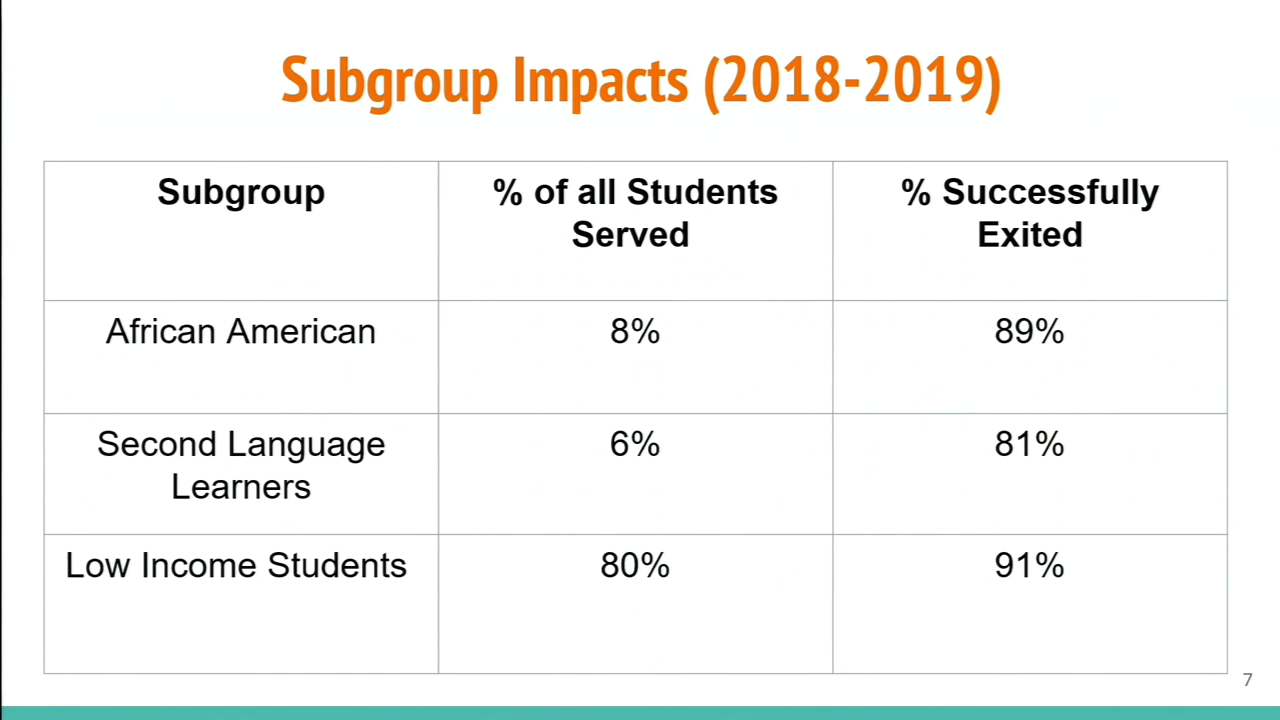 Subgroup Impacts (2018-2019)
Subgroup
% of all Students
Served
% Successfully
Exited
African American
8%
89%
Second Language
Learners
6%
81%
Low Income Students
80%
91%
7